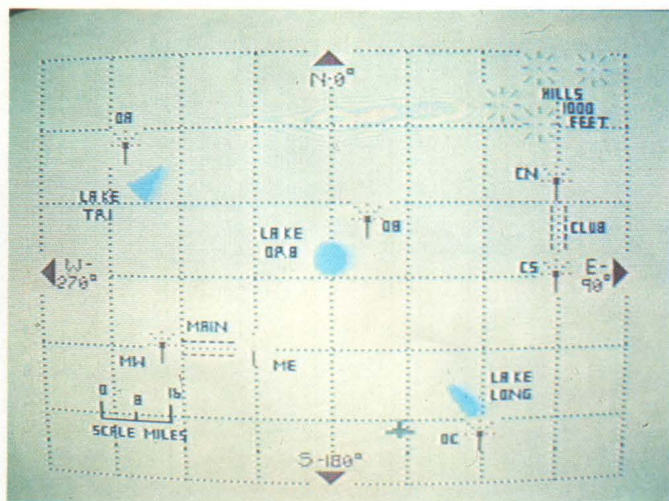 N-0°
HILLS
1000
FEET
CN
LAKE
TRI
OB
LAKE
ORB
CLUB
W-
270°
CS
E-
90°
MAIN
MW
ME
0 8 16
SCALE MILES
LAKE
LONG
OC
S-180°